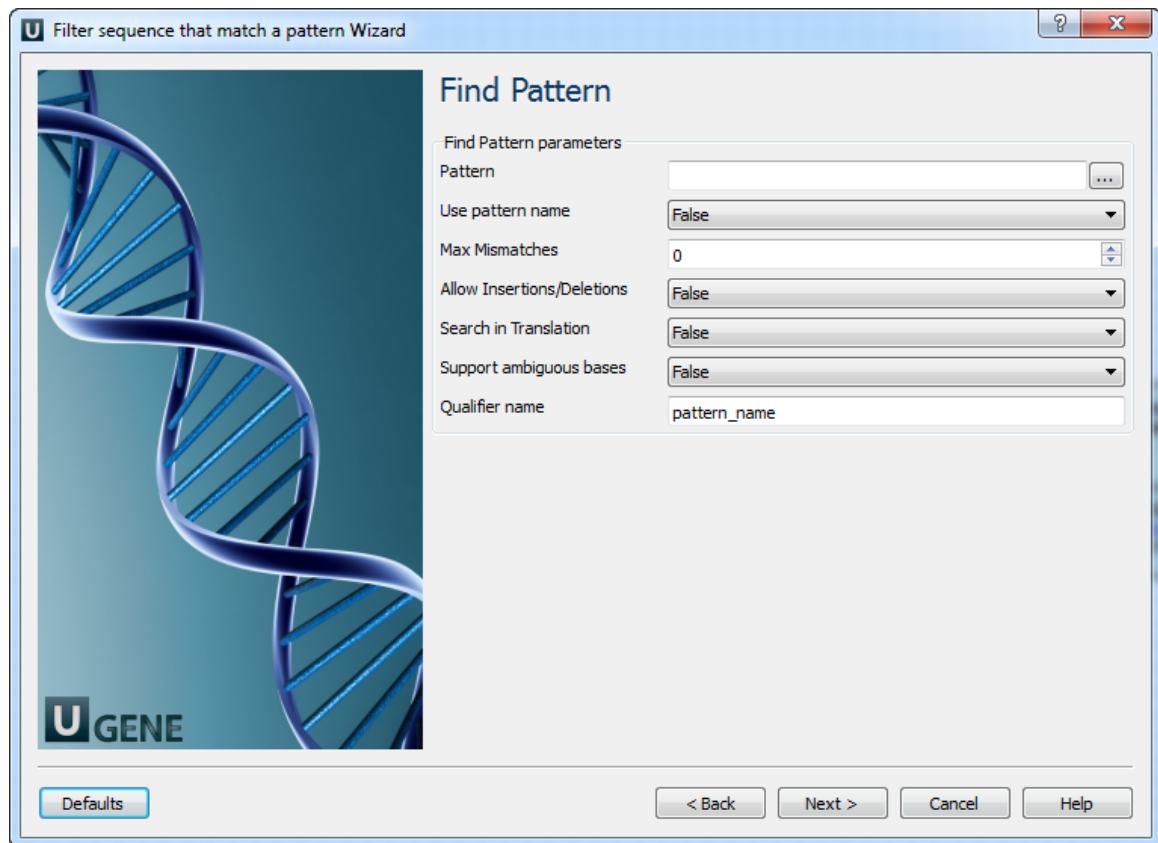 U Filter sequence that match a pattern Wizard
Find Pattern
Find Pattern parameters
Pattern ...
Use pattern name False
Max Mismatches 0
Allow Insertions/Deletions False
Search in Translation False
Support ambiguous bases False
Qualifier name pattern_name
U GENE
Defaults < Back Next > Cancel Help